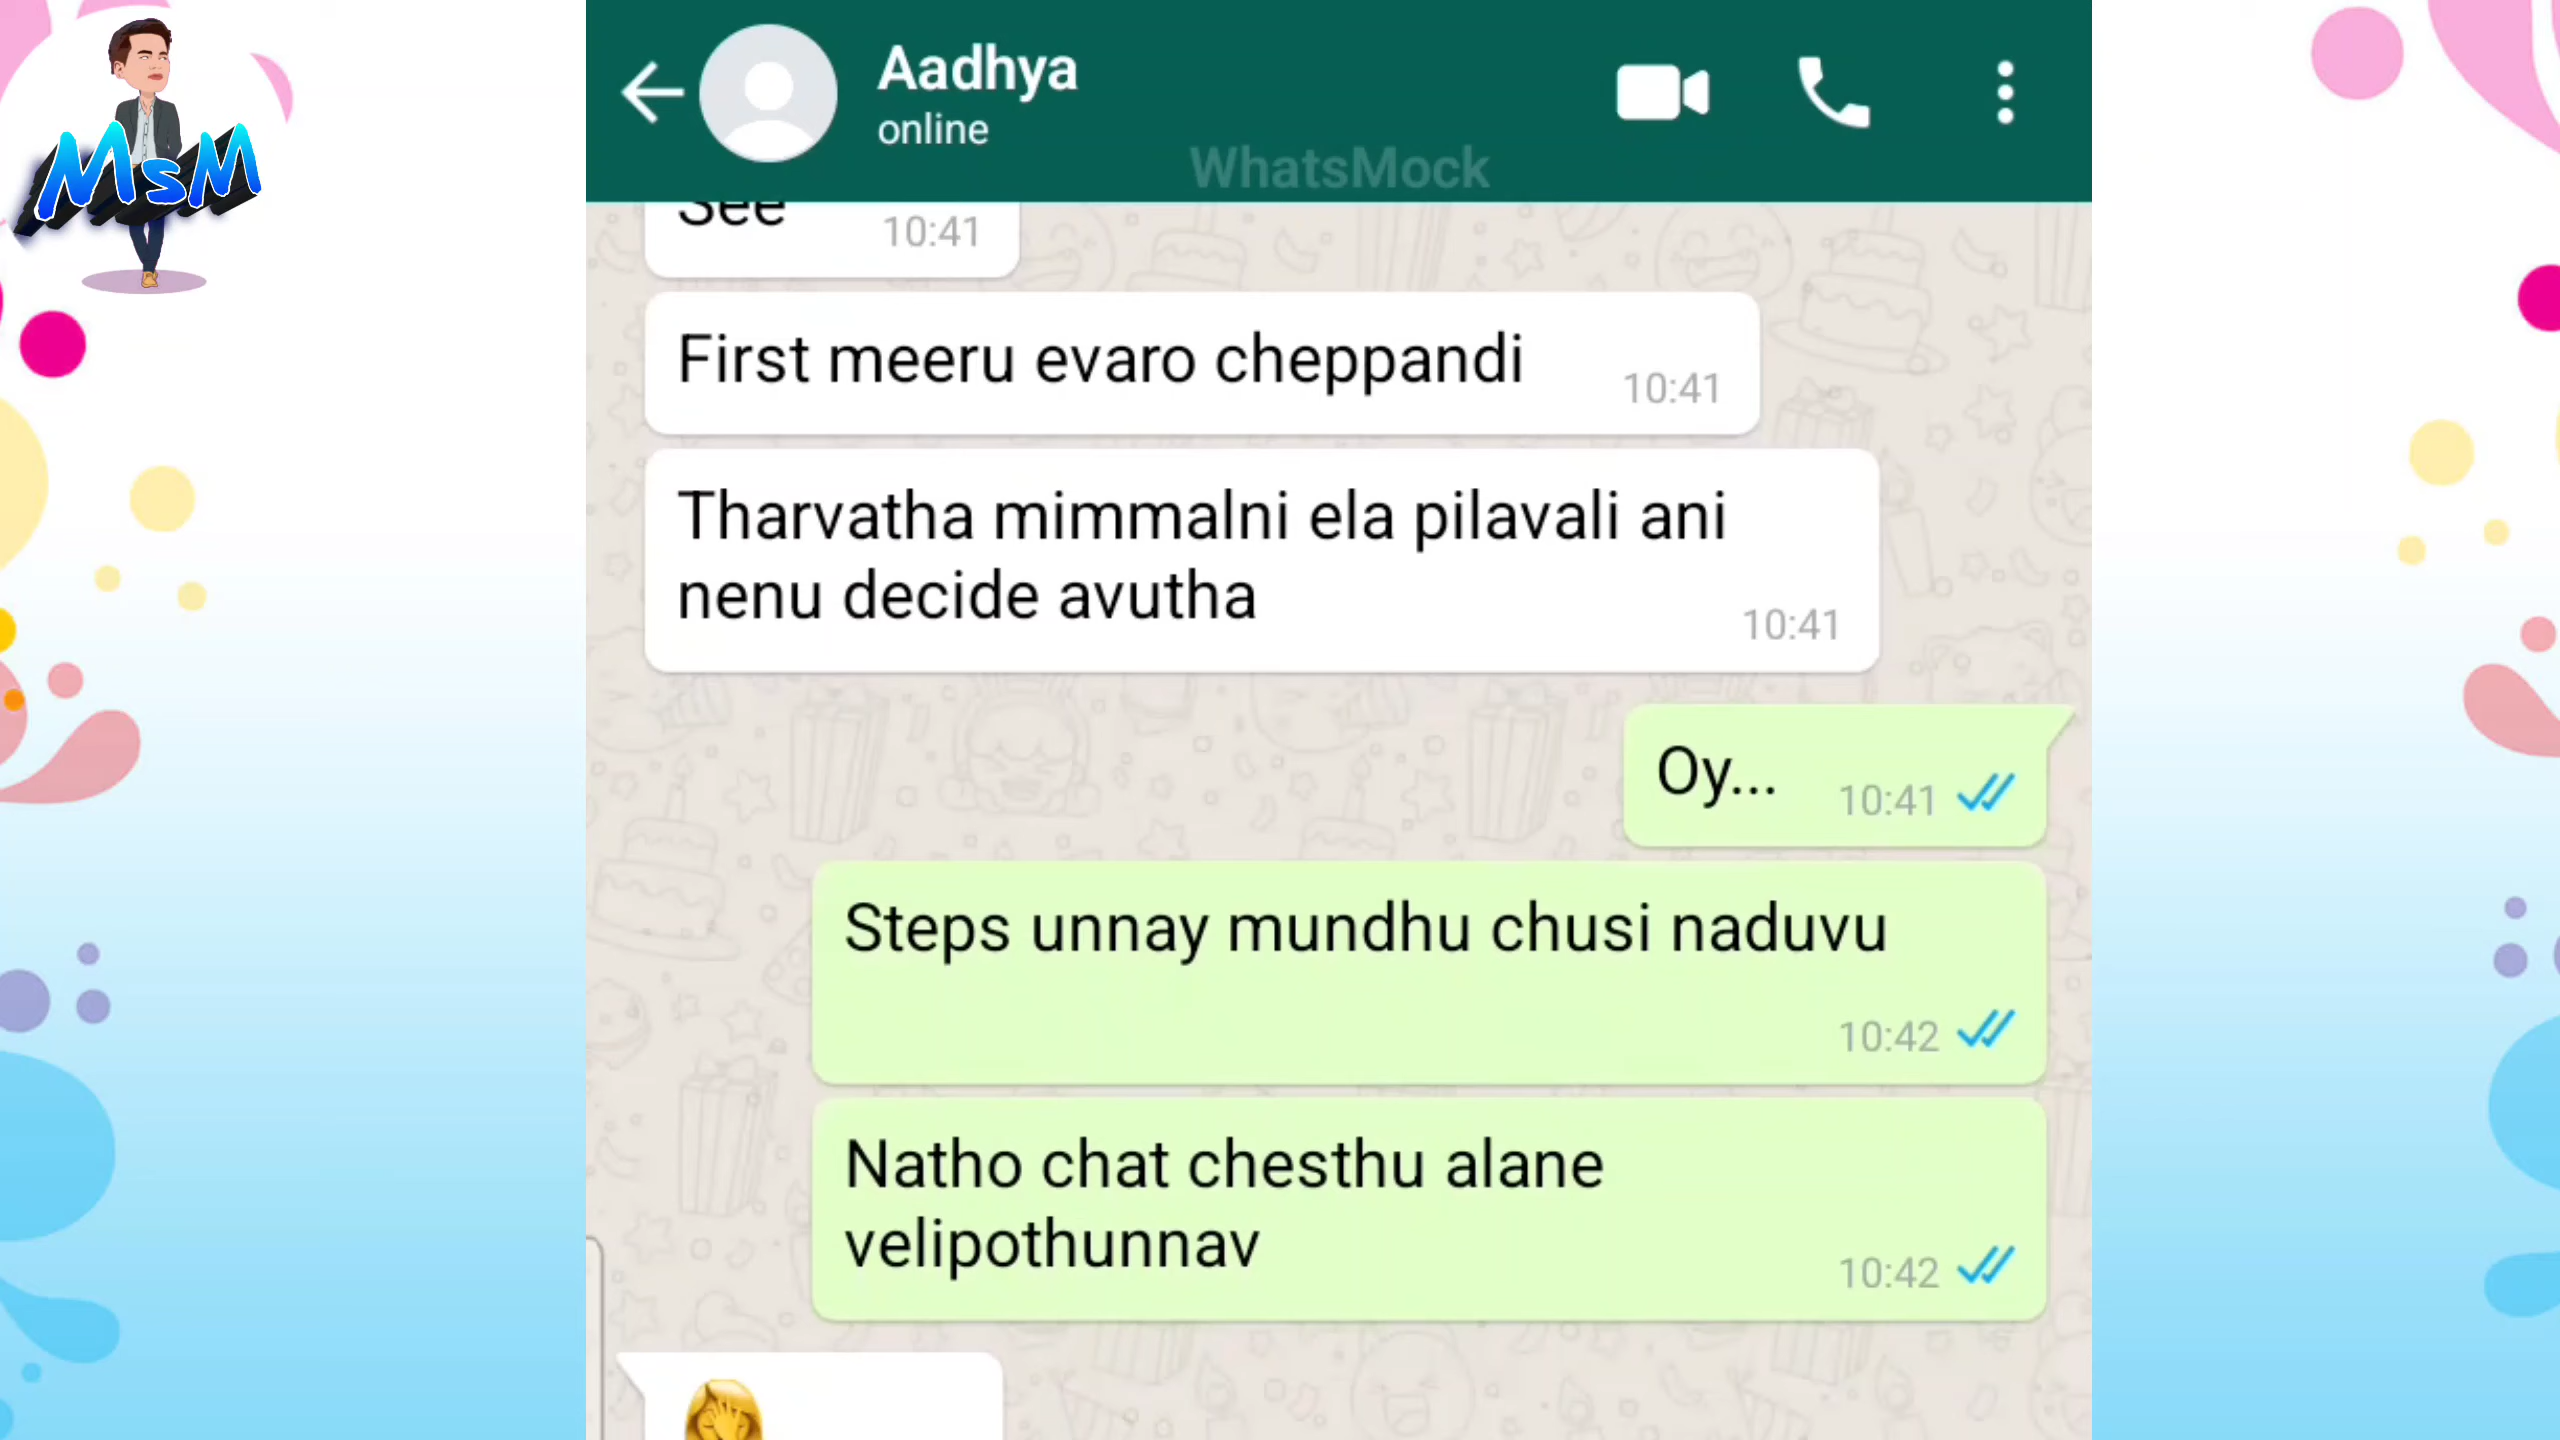 MsM
Aadhya
online
WhatsMock
See
10:41
First meeru evaro cheppandi
10:41
Tharvatha mimmalni ela pilavali ani
nenu decide avutha
10:41
Oy...
10:41
Steps unnay mundhu chusi naduvu
10:42
Natho chat chesthu alane
velipothunnav
10:42